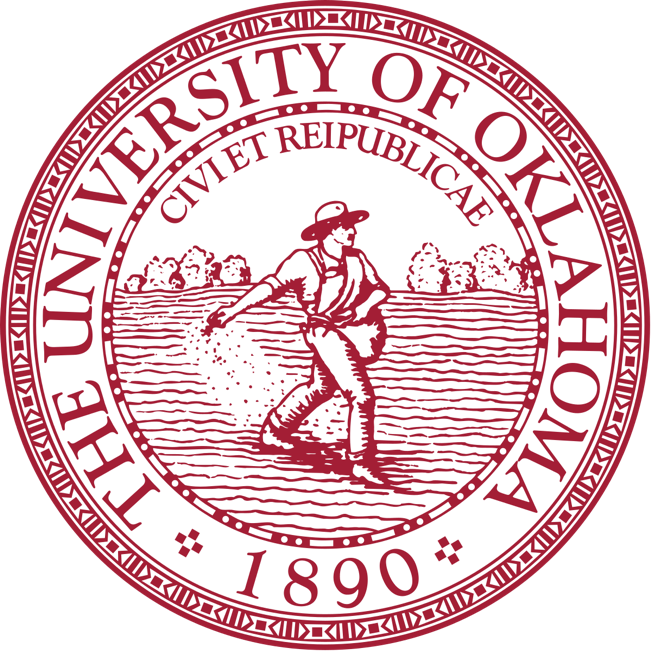 THE UNIVERSITY OF OKLAHOMA
CIVI ET REIPUBLICAE
1890